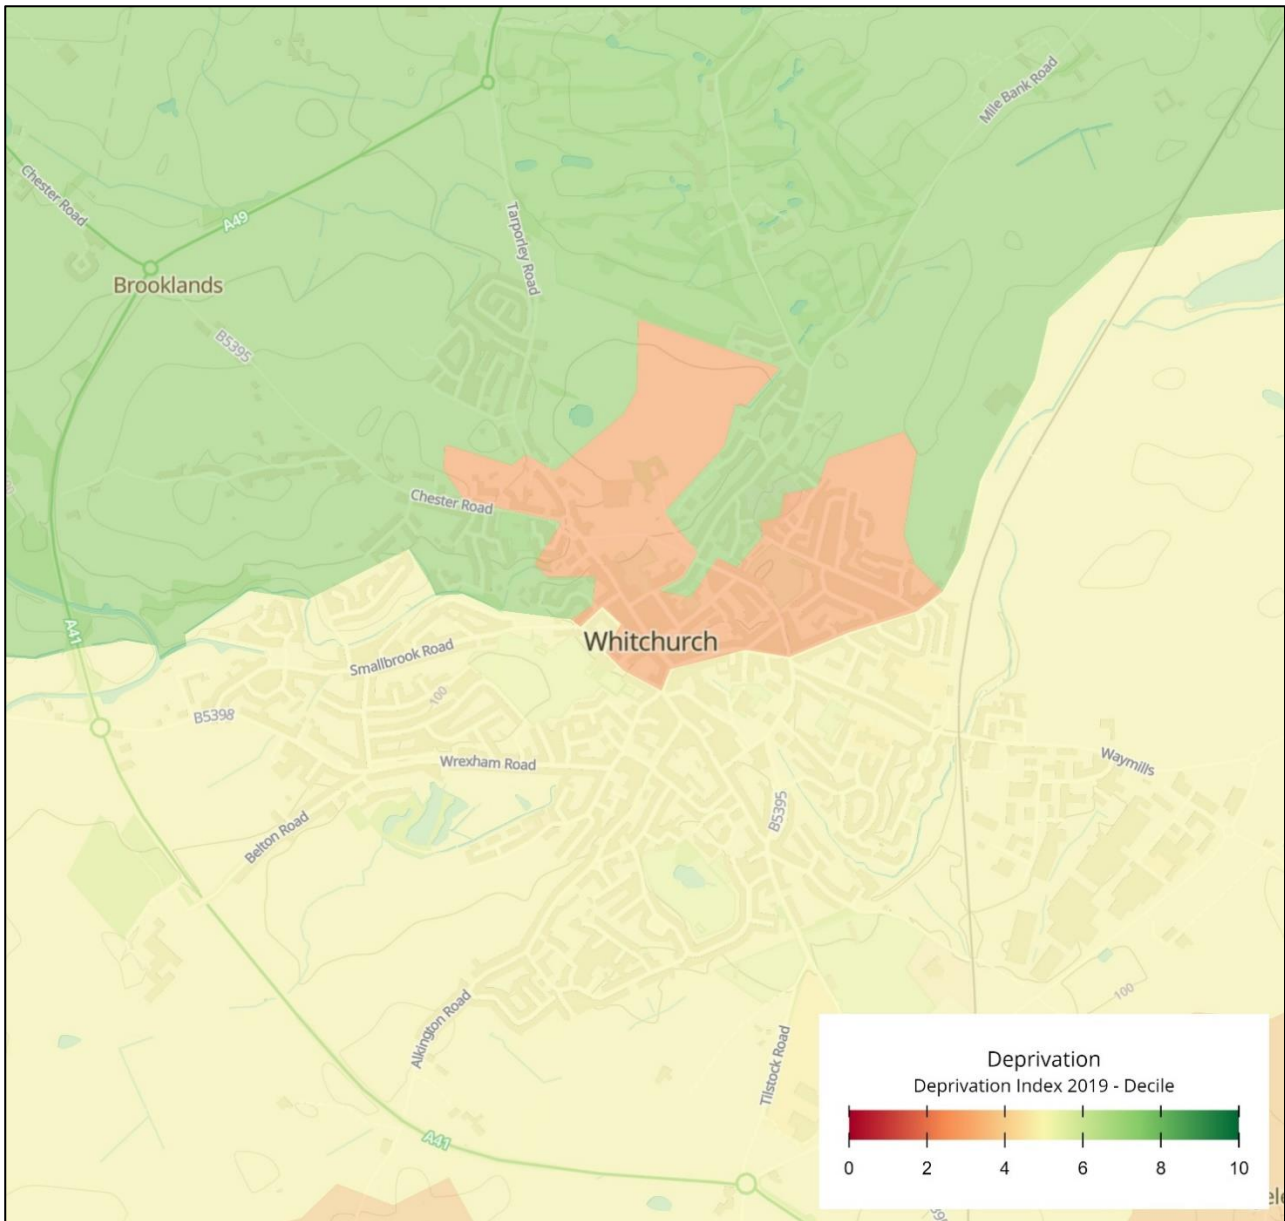 Mile Bank Road
Chester Road
A49
Tarporley Road
Brooklands
B5395
Chester Road
Whitchurch
A41
Smallbrook Road
100
B5398
Wrexham Road
Waymills
B5395
Belton Road
Alkington Road
100
Tilstock Road
A41
Deprivation
Deprivation Index 2019 - Decile
0 2 4 6 8 10